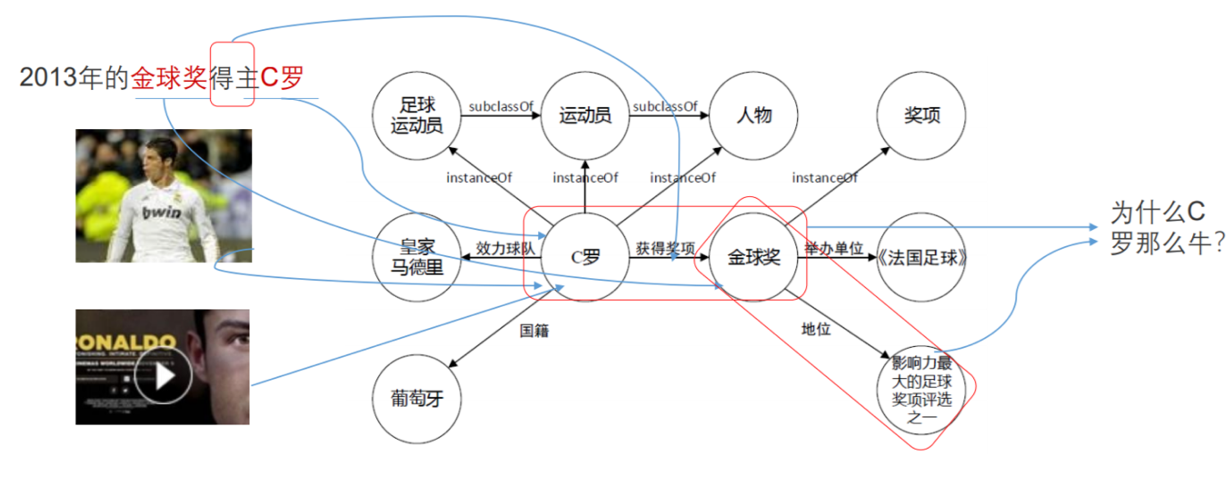 2013年的金球奖得主C罗
足球
运动员
subclassOf
运动员
subclassOf
人物
奖项
instanceOf
instanceOf
instanceOf
instanceOf
bwin
皇家
马德里
效力球队
C罗
获得奖项
金球奖
举办单位
《法国足球》
为什么C
罗那么牛?
国籍
地位
RONALDO
葡萄牙
影响力最
大的足球
奖项评选
之一